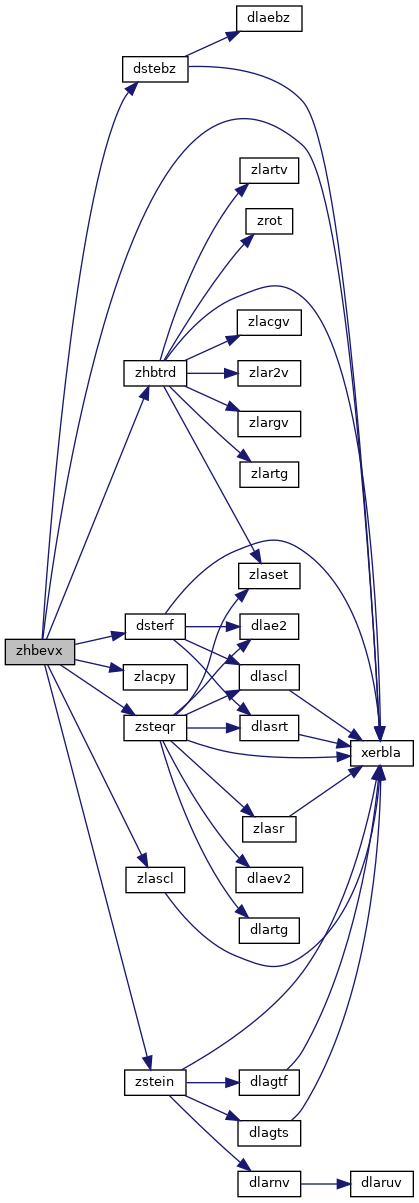 dlaebz
dstebz
zlartv
zrot
zlacgv
zhbtrd
zlar2v
zlargv
zlartg
zlaset
dsterf
dlae2
zhbevx
zlacpy
dlascl
zsteqr
dlasrt
xerbla
zlasr
zlascl
dlaev2
dlartg
zstein
dlagtf
dlagts
dlarnv
dlaruv